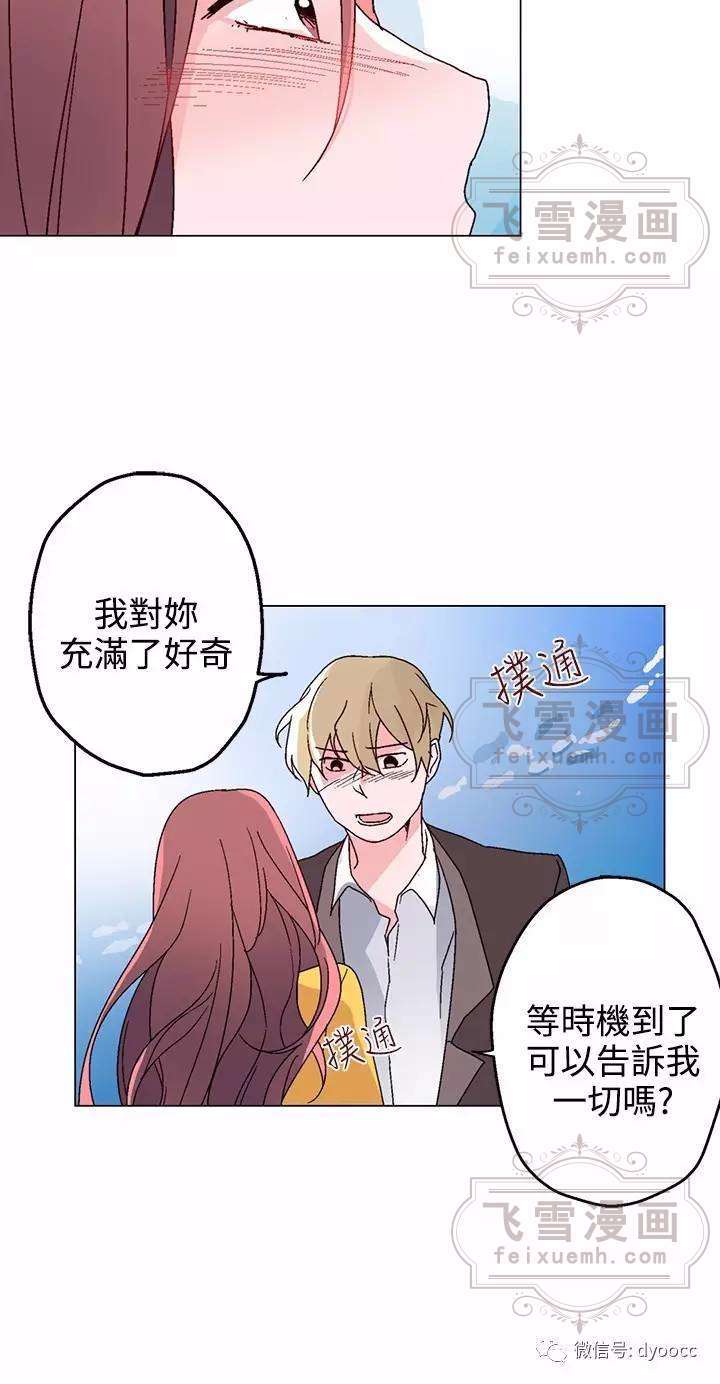 飞雪漫画
feixuemh.com
我對妳
充滿了好奇
撲通
飞雪漫画
feixuemh.com
撲通
等時機到了
可以告訴我
一切嗎?
飞雪漫画
feixuemh.com
微信号: dyoocc